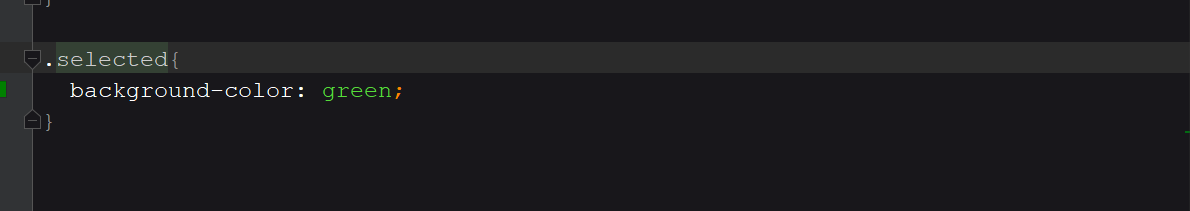 }
.selected{
  background-color: green;
}